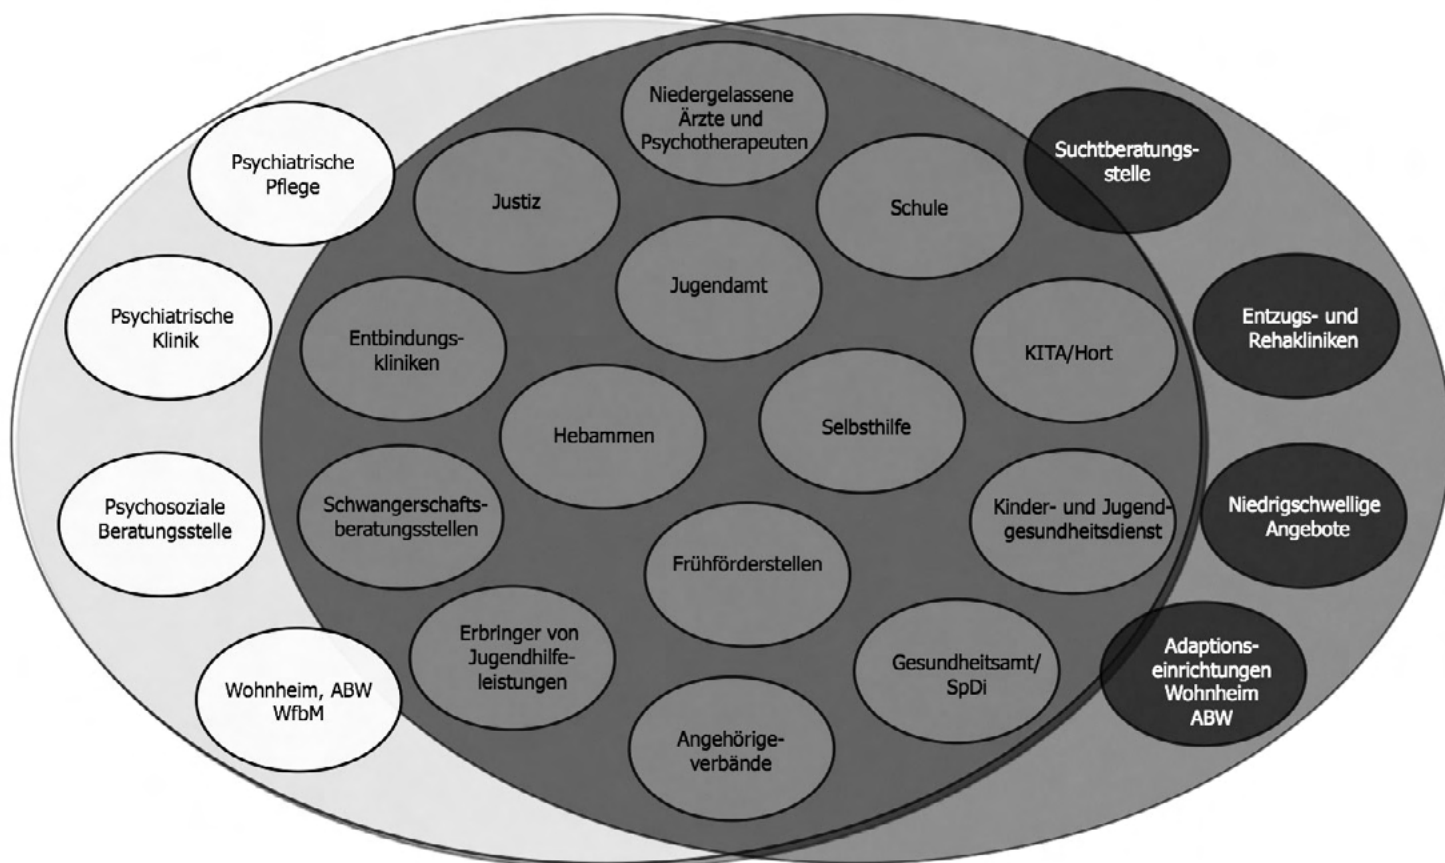 Niedergelassene
Ärzte und
Psychotherapeuten
Psychiatrische
Pflege
Justiz
Schule
Suchtberatungs-
stelle
Psychiatrische
Klinik
Entbindungs-
kliniken
Jugendamt
KITA/Hort
Entzugs- und
Rehakliniken
Hebammen
Selbsthilfe
Psychosoziale
Beratungsstelle
Schwangerschafts-
beratungsstellen
Frühförderstellen
Kinder- und Jugend-
gesundheitsdienst
Niedrigschwellige
Angebote
Wohnheim, ABW
WfbM
Erbringer von
Jugendhilfe-
leistungen
Angehörige-
verbände
Gesundheitsamt/
SpDi
Adaptions-
einrichtungen
Wohnheim
ABW